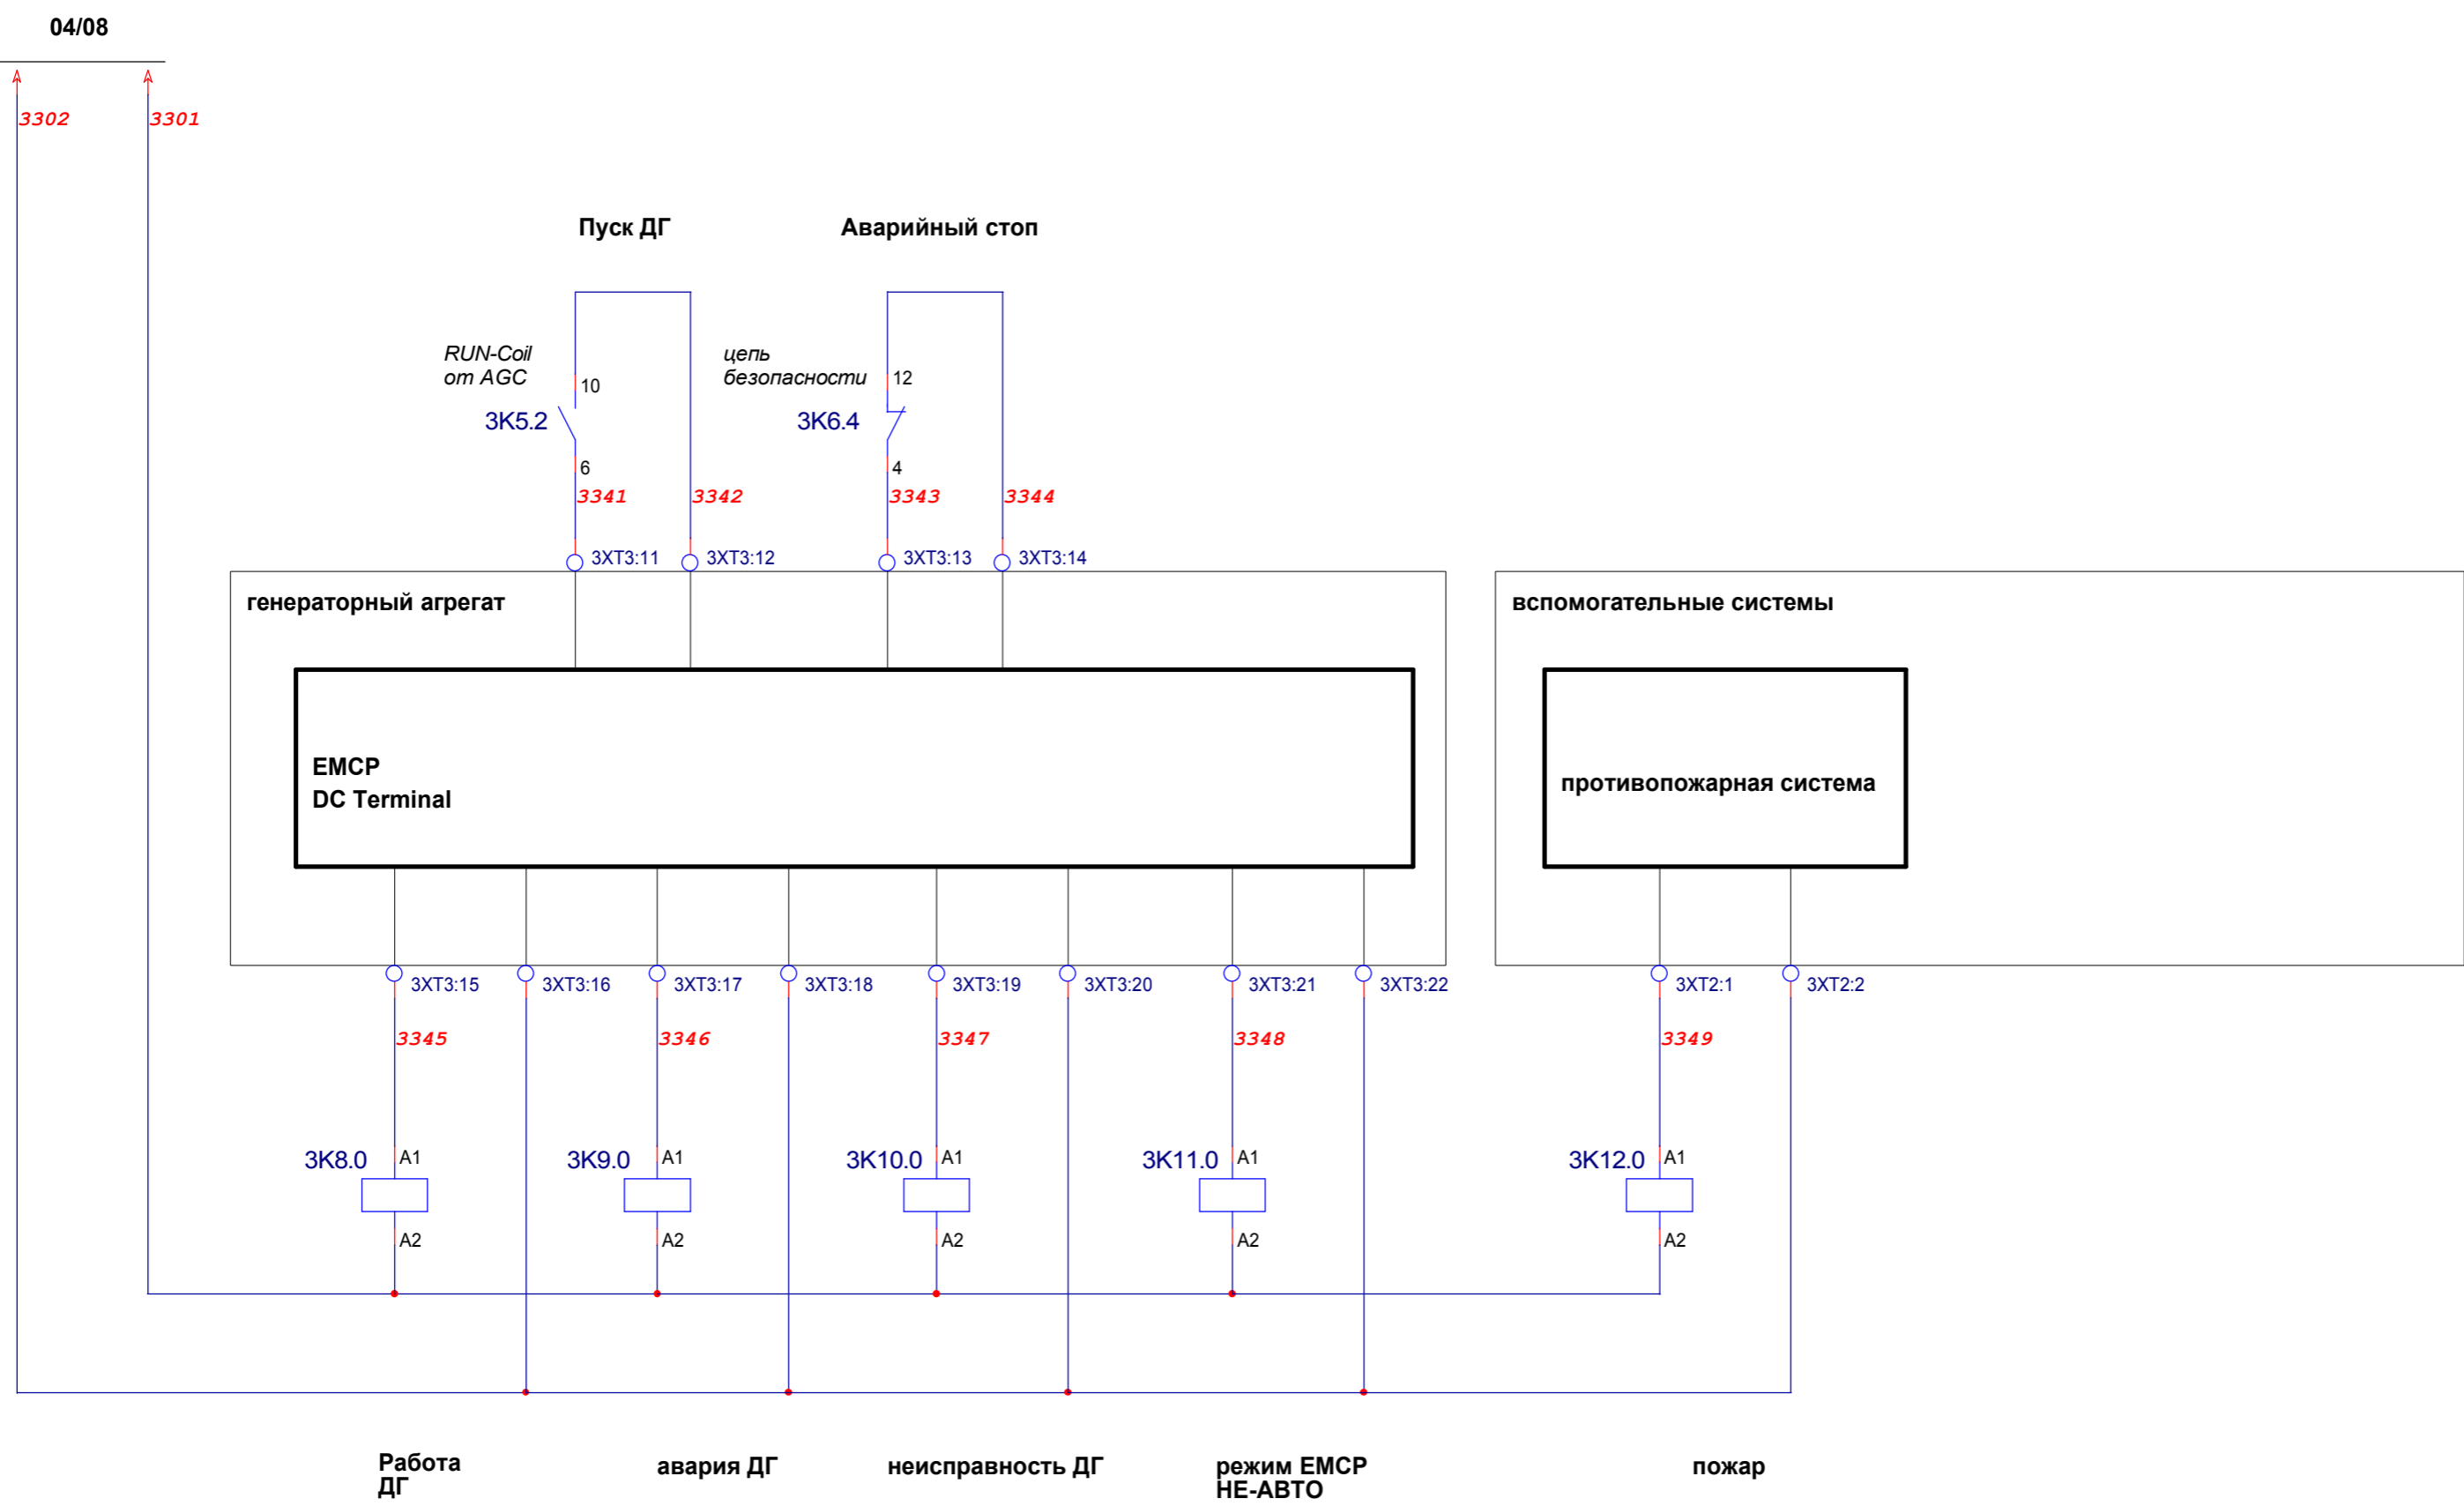 04/08
3302
3301
Пуск ДГ
Аварийный стоп
RUN-Coil
от AGC
10
3K5.2
6
3341
3342
цепь
безопасности
12
3K6.4
4
3343
3344
3XT3:11
3XT3:12
3XT3:13
3XT3:14
генераторный агрегат
вспомогательные системы
EMCP
DC Terminal
противопожарная система
3XT3:15
3XT3:16
3XT3:17
3XT3:18
3XT3:19
3XT3:20
3XT3:21
3XT3:22
3XT2:1
3XT2:2
3345
3346
3347
3348
3349
3K8.0
A1
3K9.0
A1
3K10.0
A1
3K11.0
A1
3K12.0
A1
A2
A2
A2
A2
A2
Работа
ДГ
авария ДГ
неисправность ДГ
режим EMCP
НЕ-АВТО
пожар